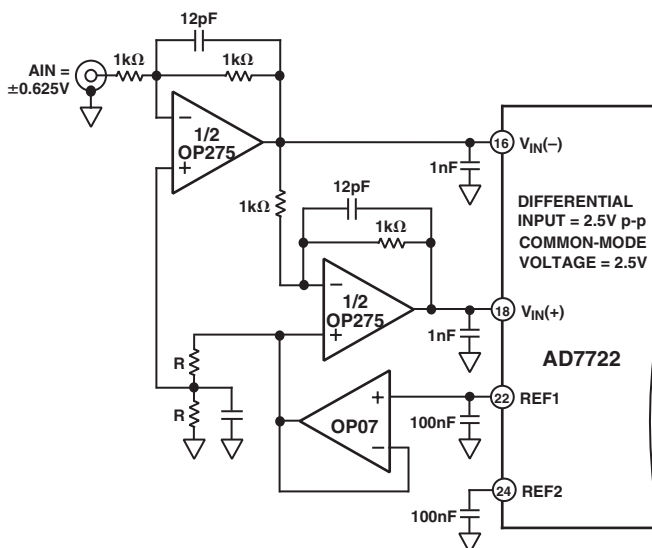 12pF
AIN =
±0.625V
1kΩ
1kΩ
−
1/2
OP275
+
16
VIN(−)
1nF
1kΩ
12pF
1kΩ
DIFFERENTIAL
INPUT = 2.5V p-p
COMMON-MODE
VOLTAGE = 2.5V
−
1/2
OP275
+
18
VIN(+)
1nF
R
R
AD7722
+
OP07
−
22
REF1
100nF
24
REF2
100nF